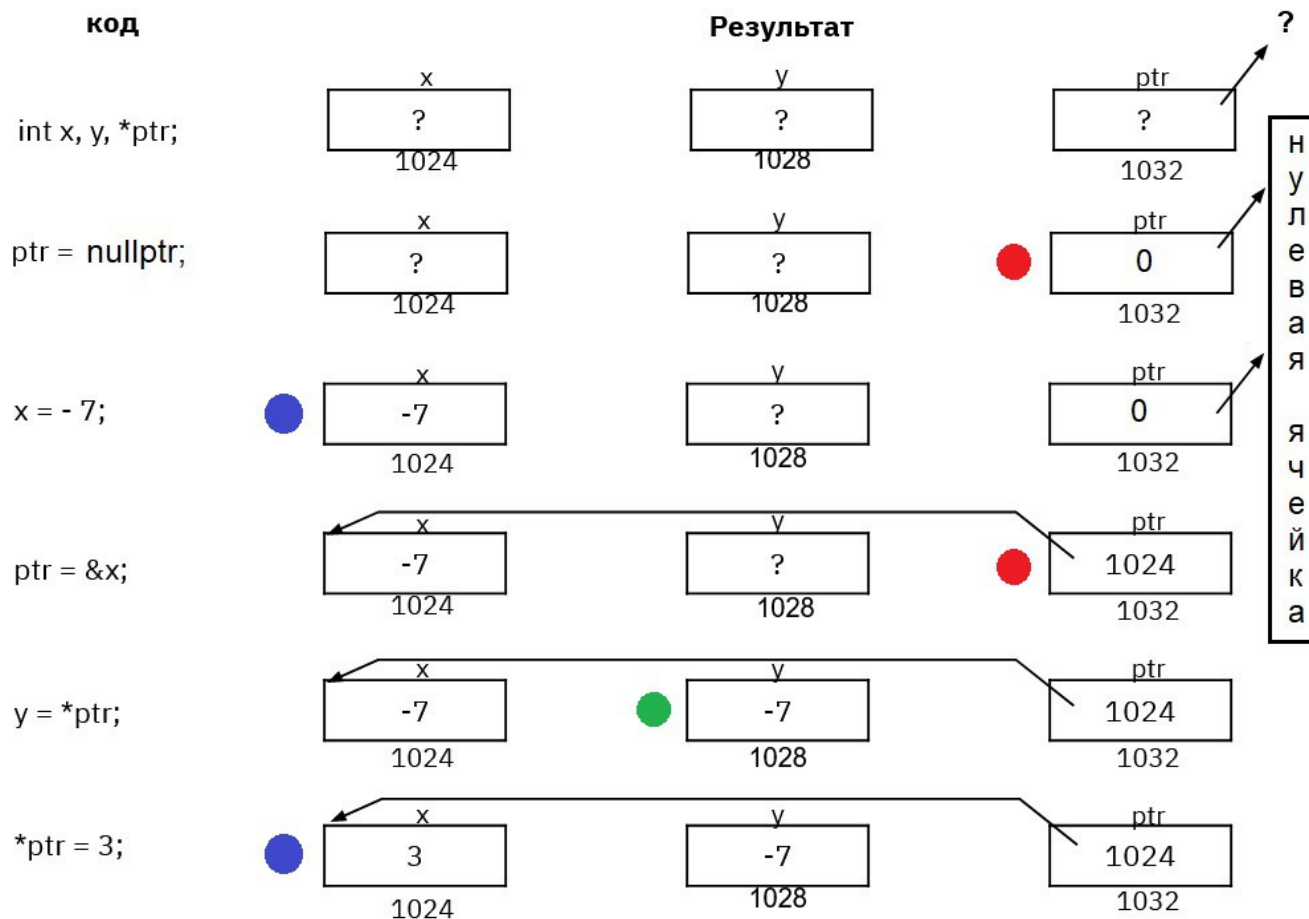 код Результат ?
x y ptr
int x, y, *ptr; ? ? ?
1024 1028 1032
x y ptr
ptr = nullptr; ? ? 0
1024 1028 1032
x y ptr
x = - 7; -7 ? 0
1024 1028 1032
x y ptr
ptr = &x; -7 ? 1024
1024 1028 1032
x y ptr
y = *ptr; -7 -7 1024
1024 1028 1032
x y ptr
*ptr = 3; 3 -7 1024
1024 1028 1032
нулевая ячейка